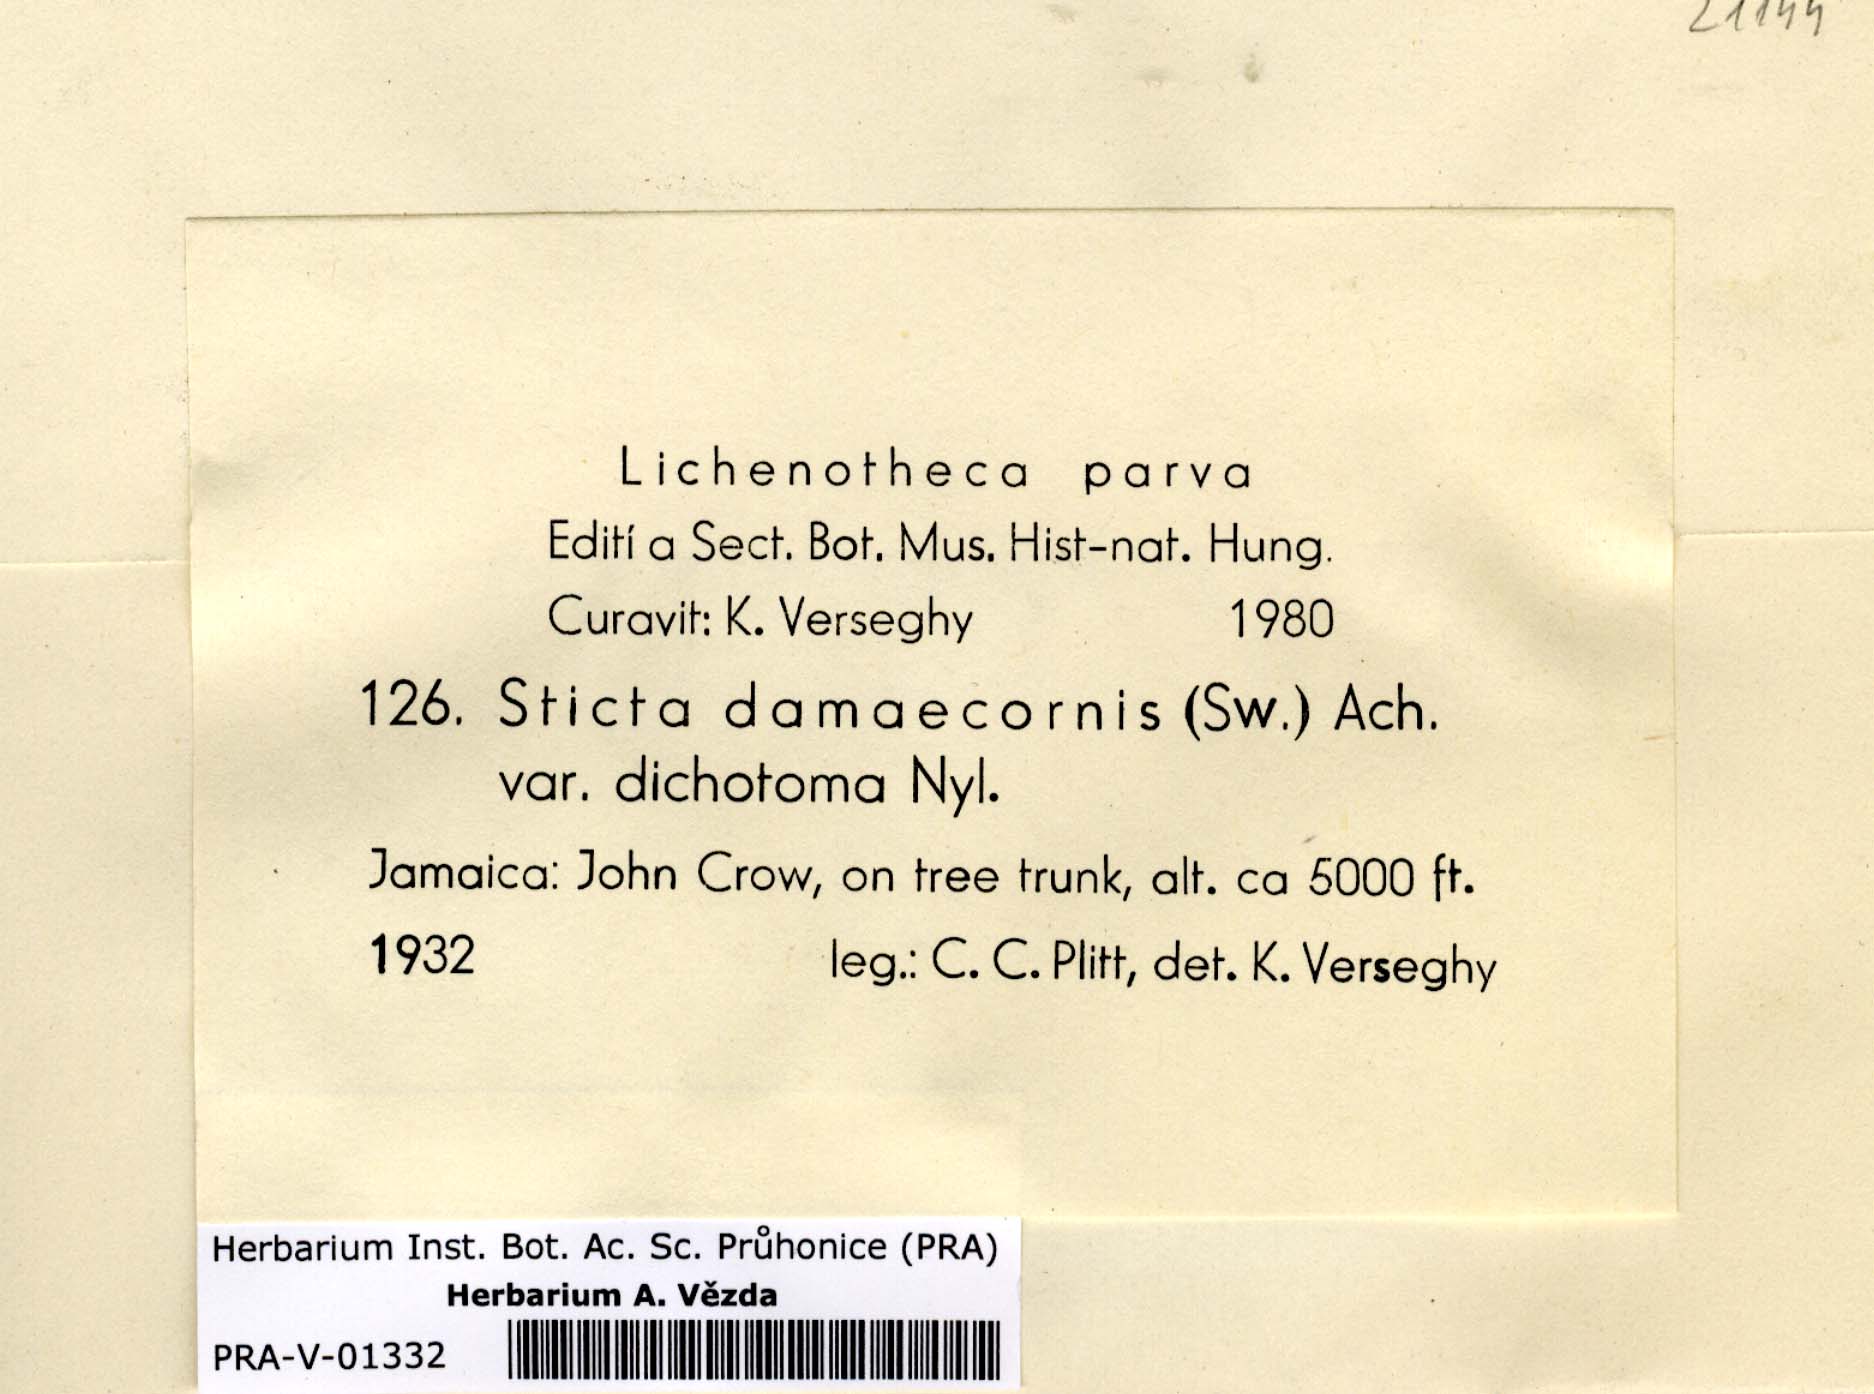 21144
Lichenotheca parva
Edití a Sect. Bot. Mus. Hist-nat. Hung.
Curavit: K. Verseghy 1980
126. Sticta damaecornis (Sw.) Ach.
var. dichotoma Nyl.
Jamaica: John Crow, on tree trunk, alt. ca 5000 ft.
1932 leg.: C. C. Plitt, det. K. Verseghy
Herbarium Inst. Bot. Ac. Sc. Průhonice (PRA)
Herbarium A. Vězda
PRA-V-01332